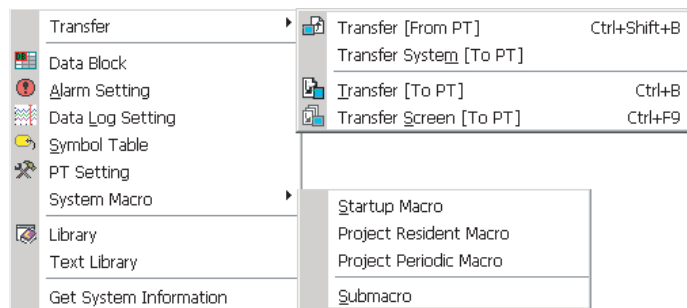 Transfer
Data Block
Alarm Setting
Data Log Setting
Symbol Table
PT Setting
System Macro
Library
Text Library
Get System Information
Transfer [From PT] Ctrl+Shift+B
Transfer System [To PT]
Transfer [To PT] Ctrl+B
Transfer Screen [To PT] Ctrl+F9
Startup Macro
Project Resident Macro
Project Periodic Macro
Submacro